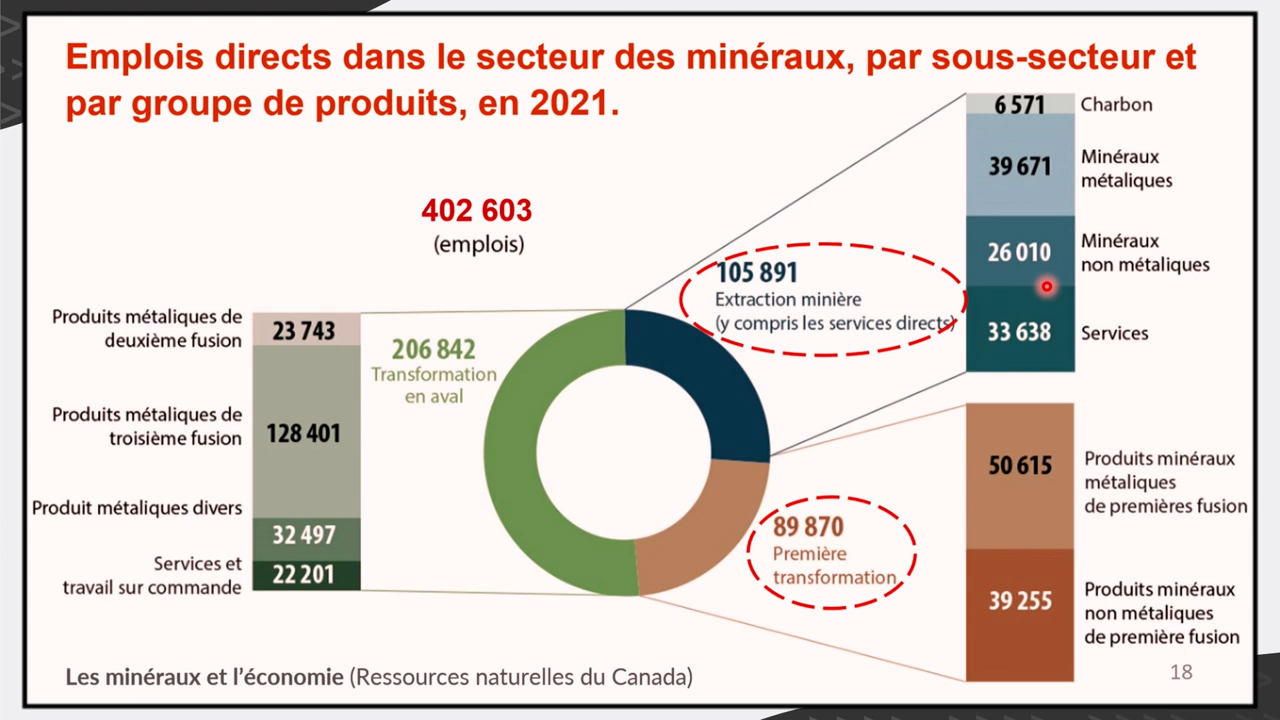 Emplois directs dans le secteur des minéraux, par sous-secteur et
par groupe de produits, en 2021.
402 603
(emplois)
Produits métaliques de
deuxième fusion
23 743
Produits métaliques de
troisième fusion
128 401
Produit métaliques divers
32 497
Services et
travail sur commande
22 201
206 842
Transformation
en aval
105 891
Extraction minière
(y compris les services directs)
6 571
Charbon
39 671
Minéraux
métaliques
26 010
Minéraux
non métaliques
33 638
Services
89 870
Première
transformation
50 615
Produits minéraux
métaliques
de premières fusion
39 255
Produits minéraux
non métaliques
de première fusion
Les minéraux et l'économie (Ressources naturelles du Canada)
18